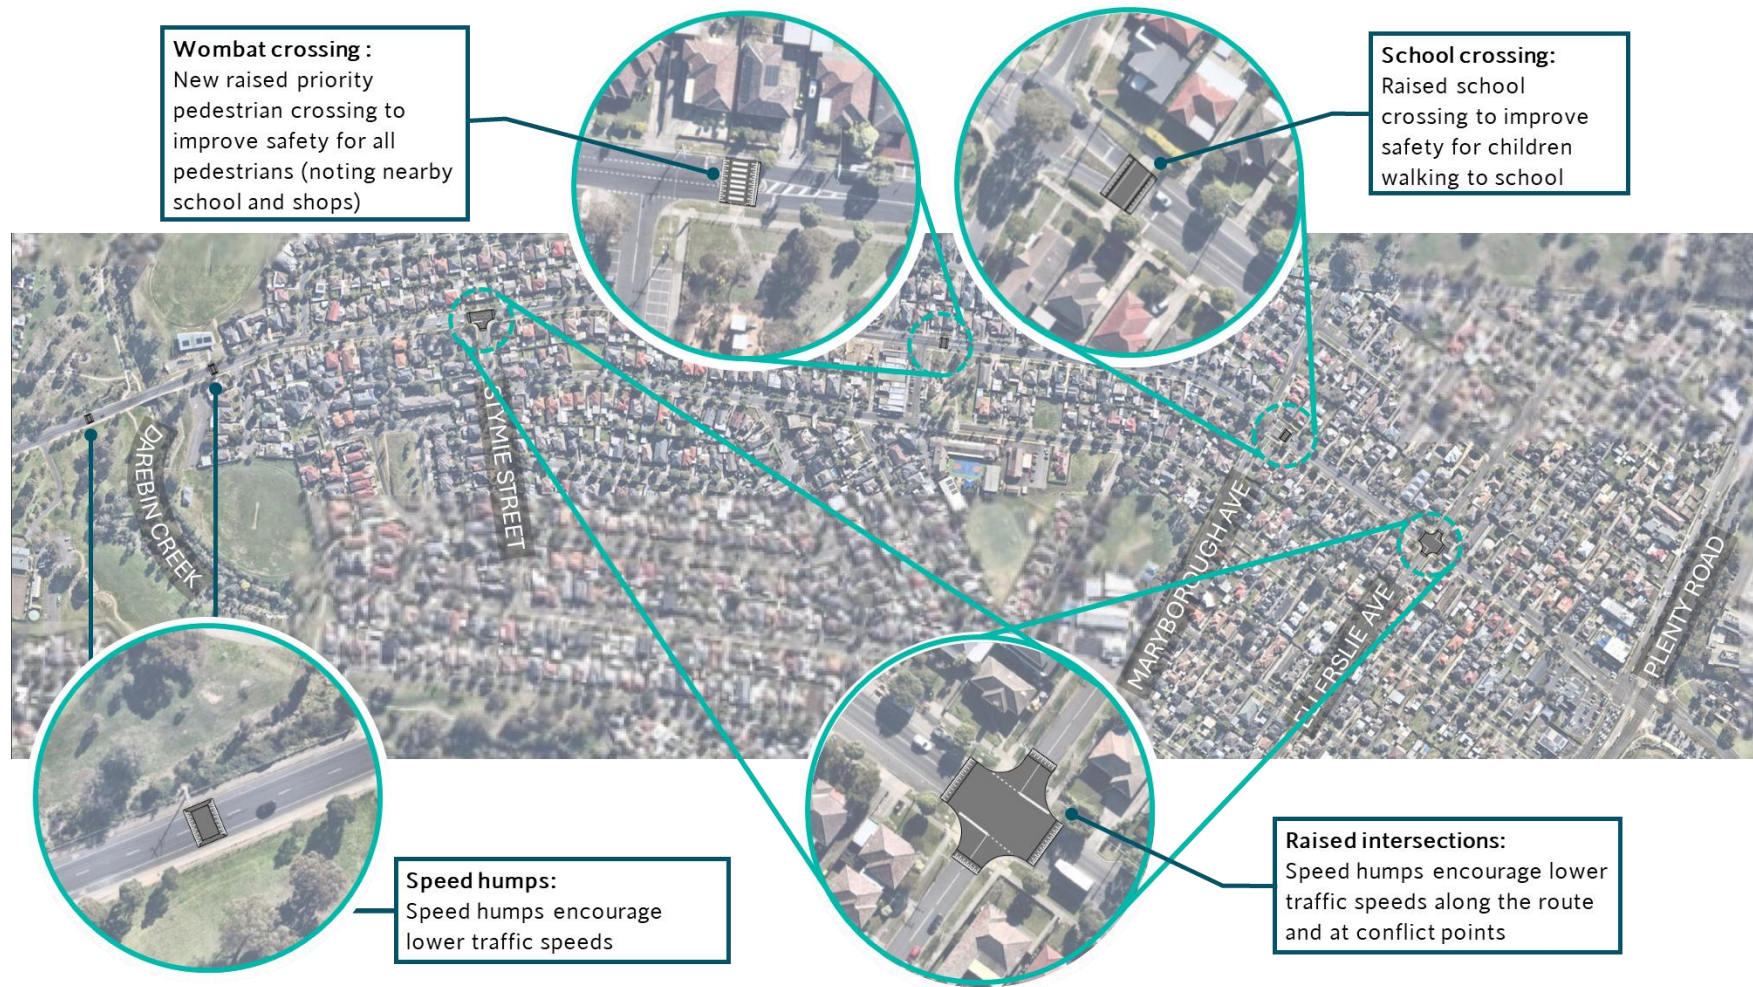 Wombat crossing :
New raised priority
pedestrian crossing to
improve safety for all
pedestrians (noting nearby
school and shops)
School crossing:
Raised school
crossing to improve
safety for children
walking to school
DAREBIN CREEK
STYMIE STREET
MARYBOROUGH AVE
ELLERSLIE AVE
PLENTY ROAD
Speed humps:
Speed humps encourage
lower traffic speeds
Raised intersections:
Speed humps encourage lower
traffic speeds along the route
and at conflict points